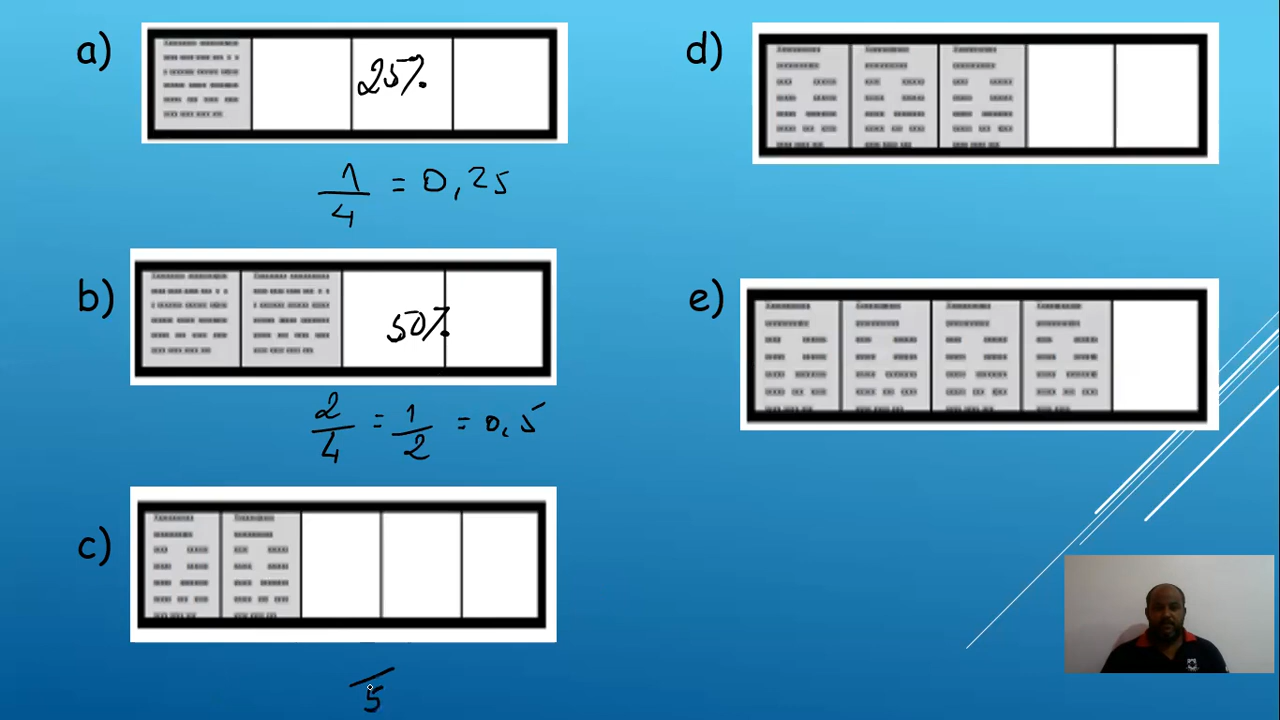 a)
25%
1/4 = 0,25
b)
50%
2/4 = 1/2 = 0,5
c)
/5
d)
e)